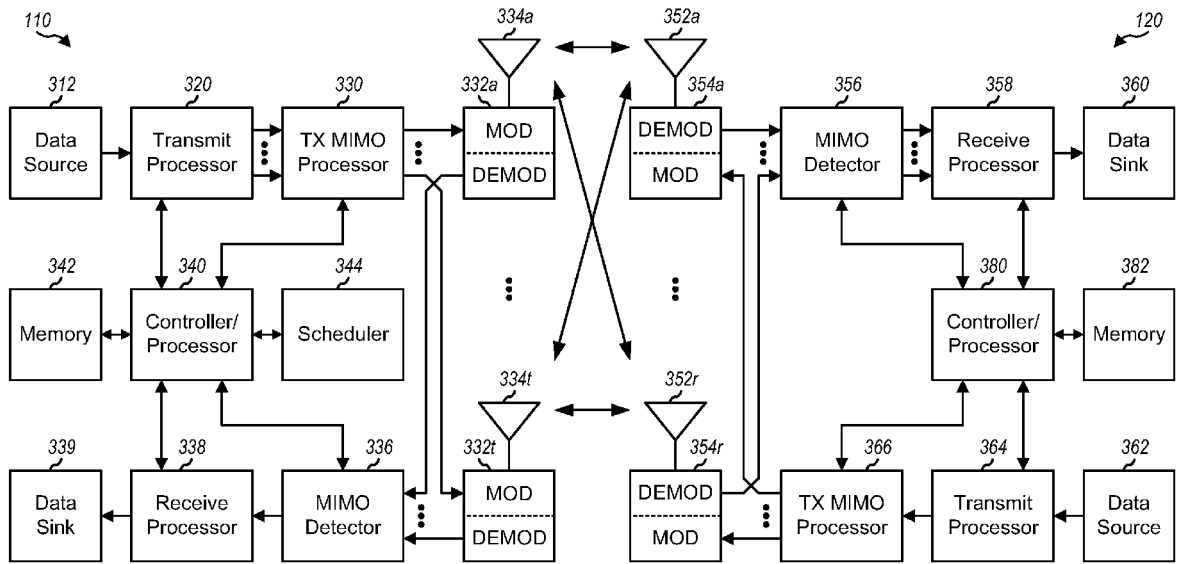 110
334a
352a
120
312
320
330
332a
354a
356
358
360
Data
Source
Transmit
Processor
TX MIMO
Processor
MOD
DEMOD
DEMOD
MOD
MIMO
Detector
Receive
Processor
Data
Sink
342
340
344
380
382
Memory
Controller/
Processor
Scheduler
Controller/
Processor
Memory
334t
352r
339
338
336
332t
354r
366
364
362
Data
Sink
Receive
Processor
MIMO
Detector
MOD
DEMOD
DEMOD
MOD
TX MIMO
Processor
Transmit
Processor
Data
Source